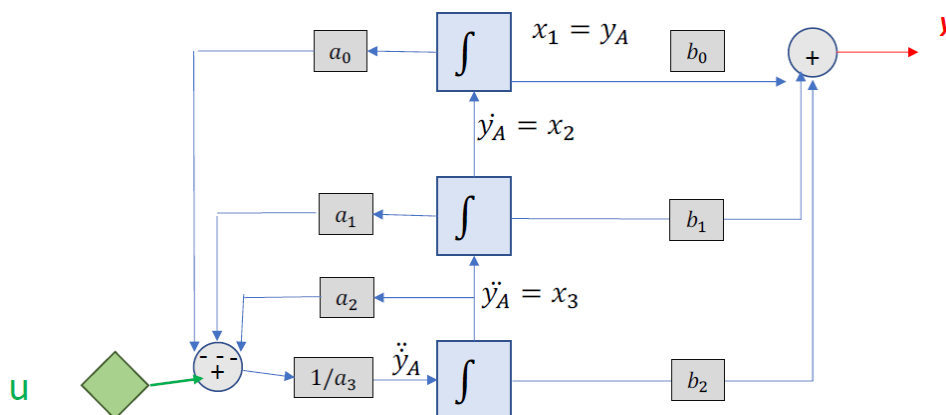 a₀
∫
x₁ = y_A
b₀
+
y
ẏ_A = x₂
a₁
∫
b₁
a₂
ÿ_A = x₃
- - -
+
1/a₃
y⃛_A
∫
b₂
u